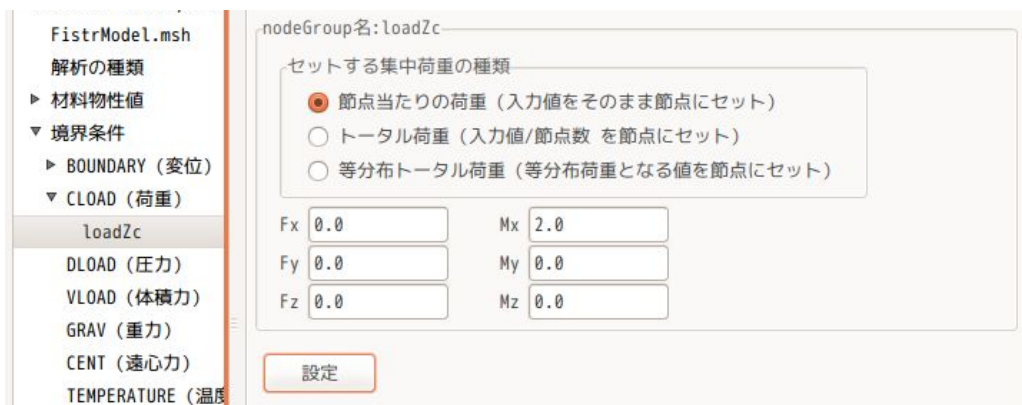 FistrModel.msh
解析の種類
材料物性値
境界条件
BOUNDARY (変位)
CLOAD (荷重)
loadZc
DLOAD (圧力)
VLOAD (体積力)
GRAV (重力)
CENT (遠心力)
TEMPERATURE (温度
nodeGroup名:loadZc
セットする集中荷重の種類
節点当たりの荷重 (入力値をそのまま節点にセット)
トータル荷重 (入力値/節点数 を節点にセット)
等分布トータル荷重 (等分布荷重となる値を節点にセット)
Fx 0.0 Mx 2.0
Fy 0.0 My 0.0
Fz 0.0 Mz 0.0
設定